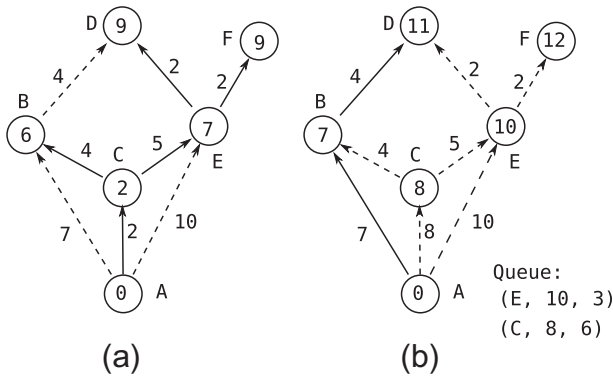 D 9 F 9
4 2 2
B 6 7 E
4 C 5
2
7 2 10
0 A
(a)
D 11 F 12
4 2 2
B 7 10 E
4 C 5
8
7 8 10
0 A
(b)
Queue:
(E, 10, 3)
(C, 8, 6)